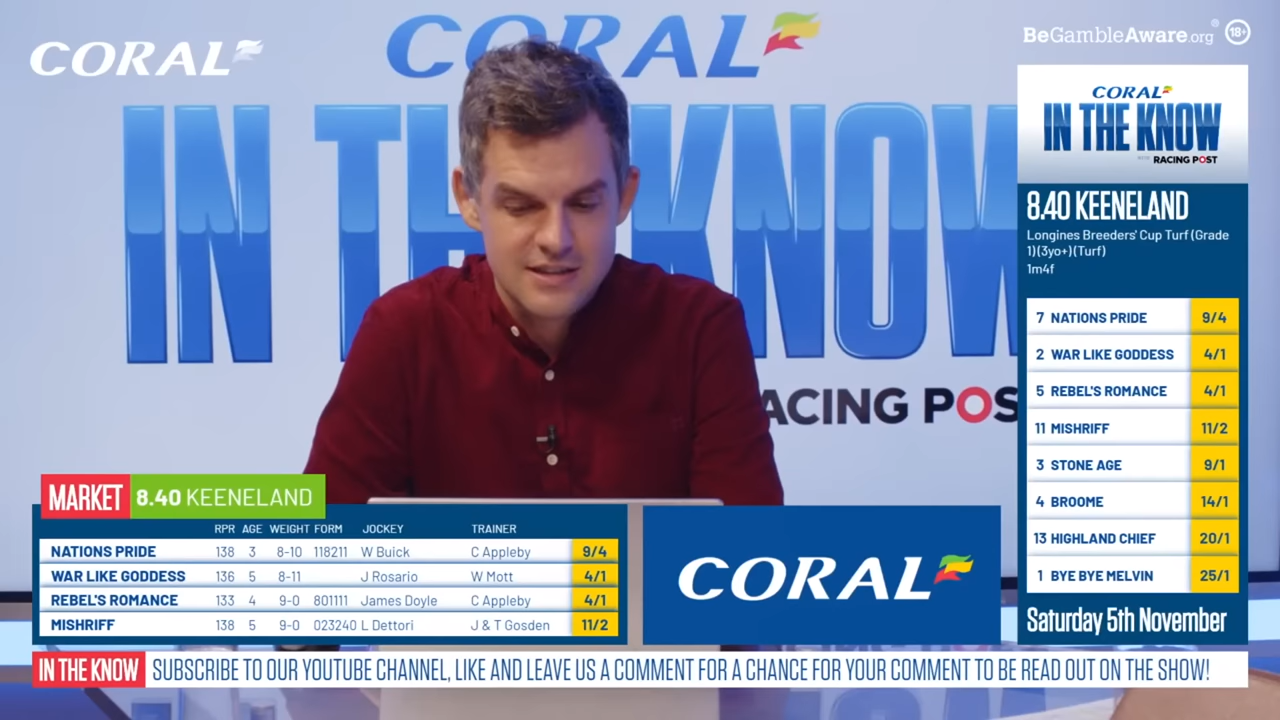 CORAL
CORAL
IN THE KNOW
ACING POS
BeGambleAware.org® 18+
CORAL
IN THE KNOW
WITH RACING POST
8.40 KEENELAND
Longines Breeders' Cup Turf (Grade
1)(3yo+)(Turf)
1m4f
7 NATIONS PRIDE 9/4
2 WAR LIKE GODDESS 4/1
5 REBEL'S ROMANCE 4/1
11 MISHRIFF 11/2
3 STONE AGE 9/1
4 BROOME 14/1
13 HIGHLAND CHIEF 20/1
1 BYE BYE MELVIN 25/1
Saturday 5th November
MARKET 8.40 KEENELAND
RPR AGE WEIGHT FORM JOCKEY TRAINER
NATIONS PRIDE 138 3 8-10 118211 W Buick C Appleby 9/4
WAR LIKE GODDESS 136 5 8-11 J Rosario W Mott 4/1
REBEL'S ROMANCE 133 4 9-0 801111 James Doyle C Appleby 4/1
MISHRIFF 138 5 9-0 023240 L Dettori J & T Gosden 11/2
CORAL
IN THE KNOW SUBSCRIBE TO OUR YOUTUBE CHANNEL, LIKE AND LEAVE US A COMMENT FOR A CHANCE FOR YOUR COMMENT TO BE READ OUT ON THE SHOW!